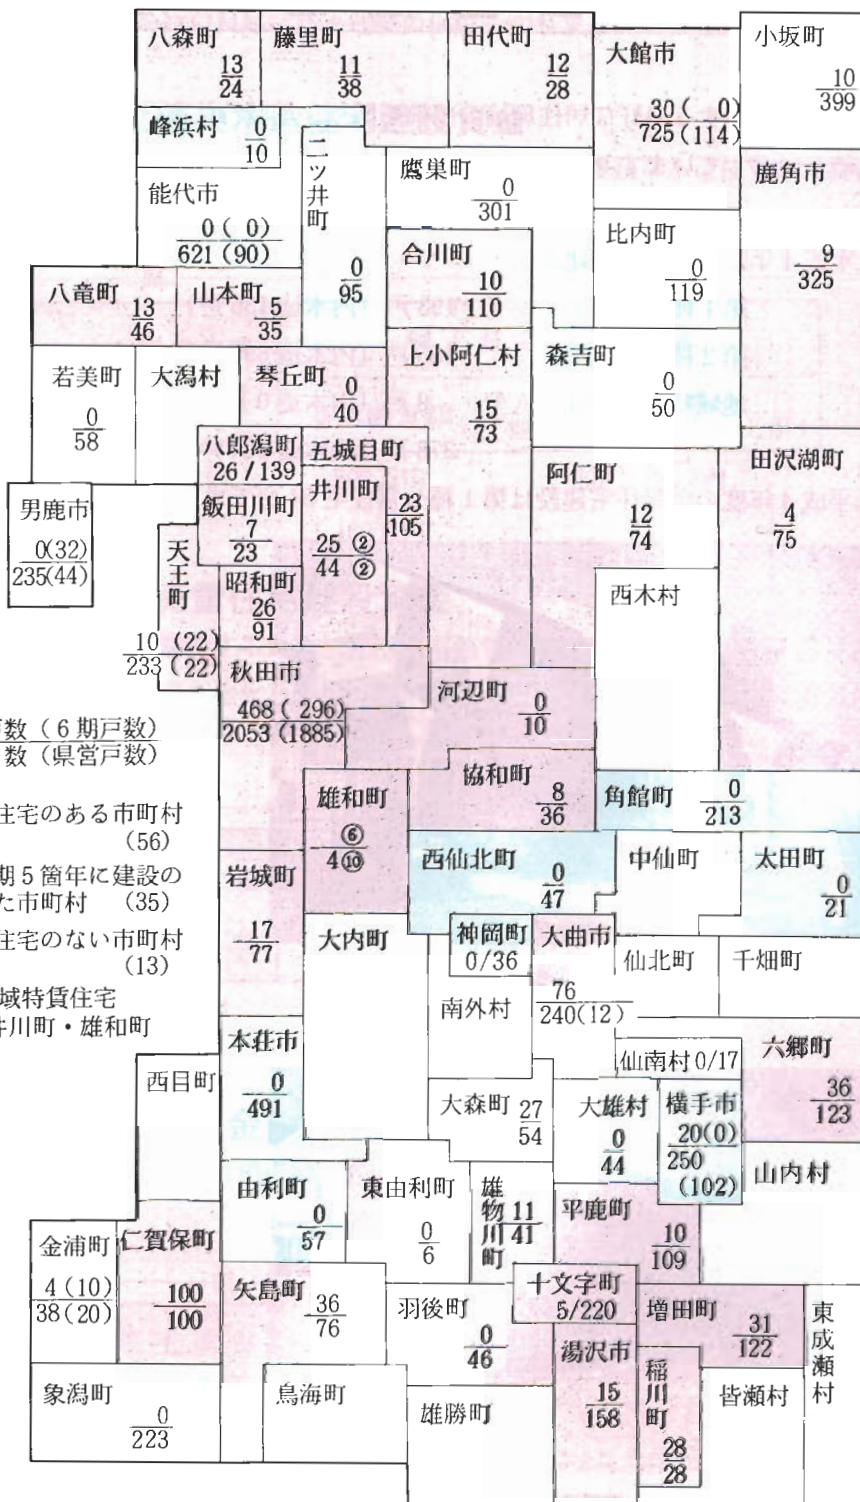 八森町
13
24
藤里町
11
38
田代町
12
28
大館市
30( 0)
725(114)
小坂町
10
399
峰浜村
0
10
能代市
0( 0)
621(90)
二ツ井町
0
95
鷹巣町
0
301
鹿角市
9
325
比内町
0
119
合川町
10
110
八竜町
13
46
山本町
5
35
若美町
0
58
大潟村
琴丘町
0
40
上小阿仁村
15
73
森吉町
0
50
八郎潟町
26/139
五城目町
23
105
井川町
25 ②
44 ②
阿仁町
12
74
田沢湖町
4
75
男鹿市
0(32)
235(44)
飯田川町
7
23
天王町
10(22)
233(22)
昭和町
26
91
西木村
秋田市
468(296)
2053(1885)
河辺町
0
10
戸数(6期戸数)
数(県営戸数)
協和町
8
36
角館町
0
213
雄和町
⑥
4⑩
住宅のある市町村
(56)
期5箇年に建設の
た市町村 (35)
住宅のない市町村
(13)
域特賃住宅
井川町・雄和町
岩城町
17
77
西仙北町
0
47
中仙町
太田町
0
21
大内町
神岡町
0/36
大曲市
76
240(12)
仙北町
千畑町
南外村
本荘市
0
491
仙南村0/17
六郷町
36
123
西目町
大森町
27
54
大雄村
0
44
横手市
20(0)
250
(102)
山内村
由利町
0
57
東由利町
0
6
雄物川町
11
41
平鹿町
10
109
金浦町
4(10)
38(20)
仁賀保町
100
100
矢島町
36
76
羽後町
0
46
十文字町
5/220
増田町
31
122
東成瀬村
湯沢市
15
158
稲川町
28
28
皆瀬村
象潟町
0
223
鳥海町
雄勝町